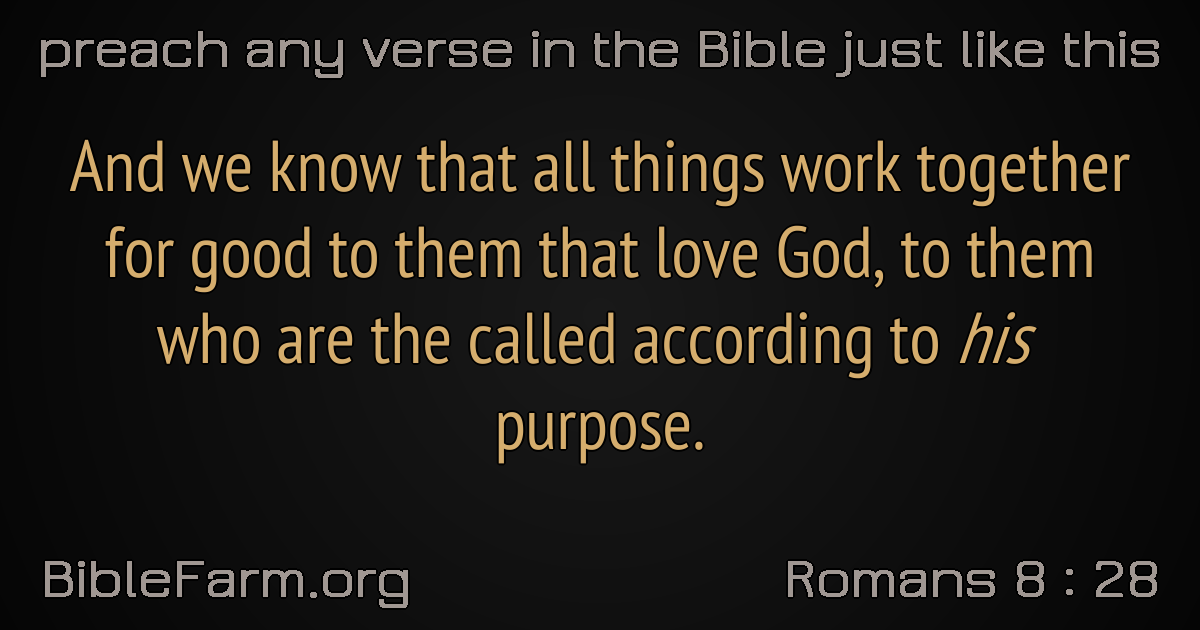 preach any verse in the Bible just like this
And we know that all things work together
for good to them that love God, to them
who are the called according to his
purpose.
BibleFarm.org
Romans 8 : 28